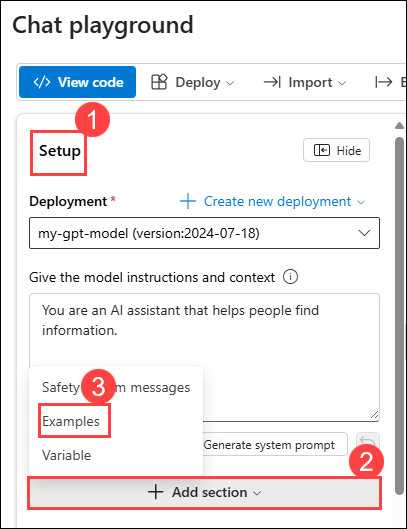 Chat playground
</> View code Deploy Import E
1
Setup
Hide
Deployment * + Create new deployment
my-gpt-model (version:2024-07-18)
Give the model instructions and context
You are an AI assistant that helps people find
information.
Safety 3 m messages
Examples
Variable
Generate system prompt
2
+ Add section